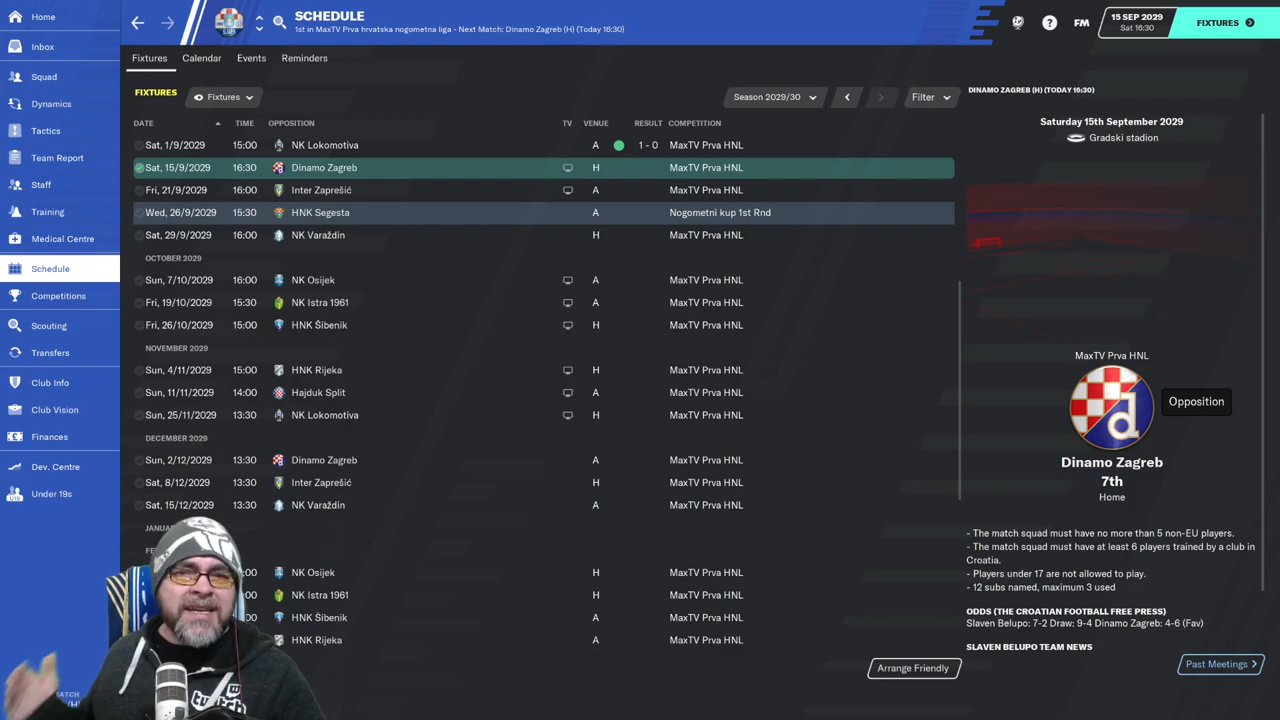 Home
Inbox
Squad
Dynamics
Tactics
Team Report
Staff
Training
Medical Centre
Schedule
Competitions
Scouting
Transfers
Club Info
Club Vision
Finances
Dev. Centre
Under 19s
SCHEDULE
1st in MaxTV Prva hrvatska nogometna liga - Next Match: Dinamo Zagreb (H) (Today 16:30)
FM
15 SEP 2029
Sat 16:30
FIXTURES
Fixtures Calendar Events Reminders
FIXTURES Fixtures Season 2029/30 Filter
DATE TIME OPPOSITION TV VENUE RESULT COMPETITION
Sat, 1/9/2029 15:00 NK Lokomotiva A 1 - 0 MaxTV Prva HNL
Sat, 15/9/2029 16:30 Dinamo Zagreb H MaxTV Prva HNL
Fri, 21/9/2029 16:00 Inter Zaprešić A MaxTV Prva HNL
Wed, 26/9/2029 15:30 HNK Segesta A Nogometni kup 1st Rnd
Sat, 29/9/2029 16:00 NK Varaždin H MaxTV Prva HNL
OCTOBER 2029
Sun, 7/10/2029 16:00 NK Osijek A MaxTV Prva HNL
Fri, 19/10/2029 15:30 NK Istra 1961 A MaxTV Prva HNL
Fri, 26/10/2029 15:00 HNK Šibenik H MaxTV Prva HNL
NOVEMBER 2029
Sun, 4/11/2029 15:00 HNK Rijeka H MaxTV Prva HNL
Sun, 11/11/2029 14:00 Hajduk Split A MaxTV Prva HNL
Sun, 25/11/2029 13:30 NK Lokomotiva H MaxTV Prva HNL
DECEMBER 2029
Sun, 2/12/2029 13:30 Dinamo Zagreb A MaxTV Prva HNL
Sat, 8/12/2029 13:30 Inter Zaprešić H MaxTV Prva HNL
Sat, 15/12/2029 13:30 NK Varaždin A MaxTV Prva HNL
NK Osijek H MaxTV Prva HNL
NK Istra 1961 H MaxTV Prva HNL
HNK Šibenik A MaxTV Prva HNL
HNK Rijeka A MaxTV Prva HNL
Arrange Friendly
DINAMO ZAGREB (H) (TODAY 16:30)
Saturday 15th September 2029
Gradski stadion
MaxTV Prva HNL
Opposition
Dinamo Zagreb
7th
Home
- The match squad must have no more than 5 non-EU players.
- The match squad must have at least 6 players trained by a club in
Croatia.
- Players under 17 are not allowed to play.
- 12 subs named, maximum 3 used
ODDS (THE CROATIAN FOOTBALL FREE PRESS)
Slaven Belupo: 7-2 Draw: 9-4 Dinamo Zagreb: 4-6 (Fav)
SLAVEN BELUPO TEAM NEWS
Past Meetings
twitch